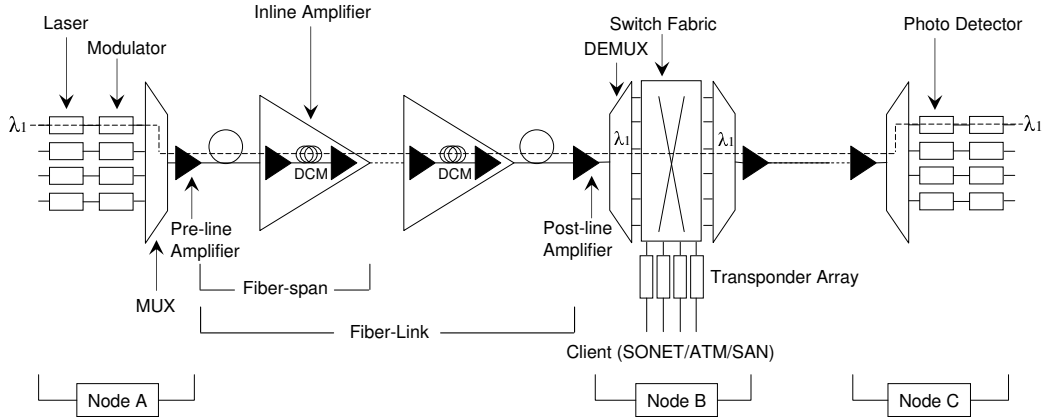 Laser
Modulator
Inline Amplifier
Switch Fabric
DEMUX
Photo Detector
λ1
DCM
DCM
λ1
λ1
λ1
Pre-line
Amplifier
Post-line
Amplifier
MUX
Fiber-span
Fiber-Link
Transponder Array
Client (SONET/ATM/SAN)
Node A
Node B
Node C